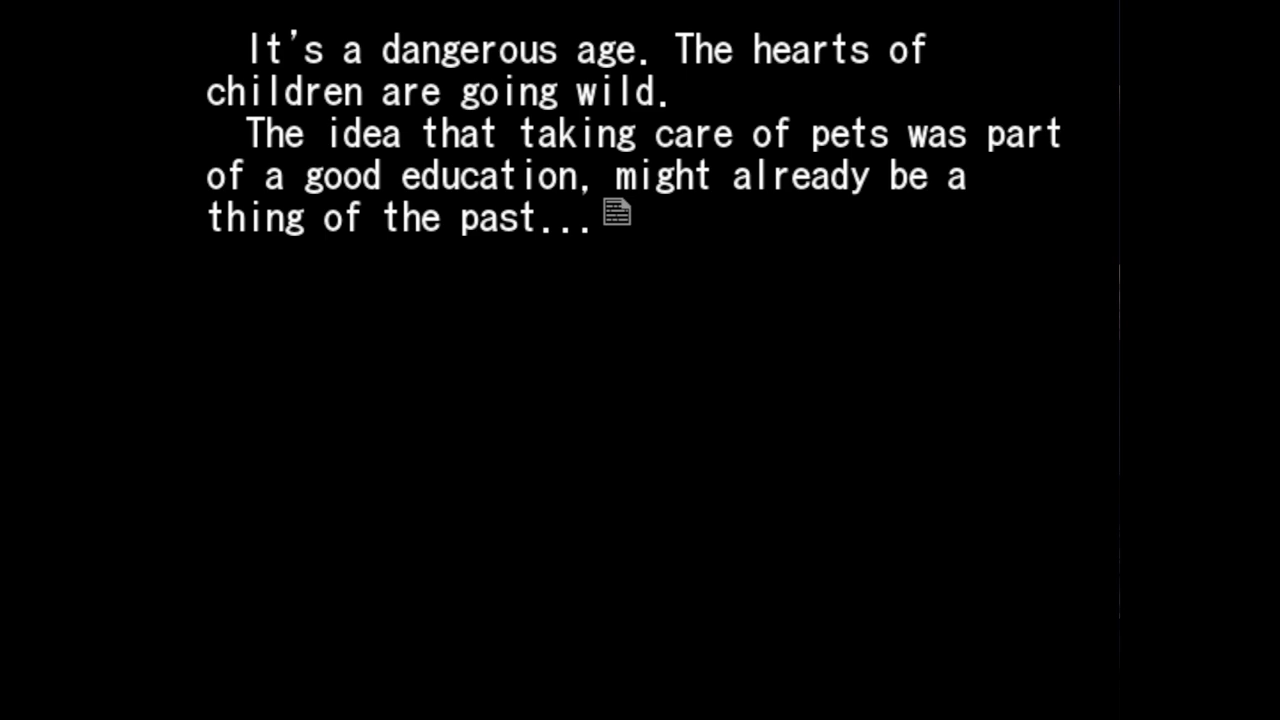 It's a dangerous age. The hearts of
children are going wild.
The idea that taking care of pets was part
of a good education, might already be a
thing of the past...